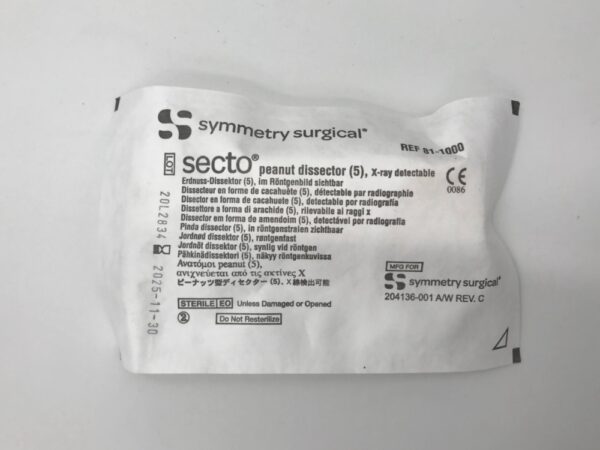 symmetry surgical®
REF 81-1000
secto® peanut dissector (5), X-ray detectable
Erdnuss-Dissektor (5), im Röntgenbild sichtbar
Dissecteur en forme de cacahuète (5), détectable par radiographie
Disector en forma de cacahuete (5), detectable por radiografía
Dissettore a forma di arachide (5), rilevabile ai raggi x
Dissector em forma de amendoim (5), detectável por radiografia
Pinda dissector (5), in röntgenstralen zichtbaar
Jordnød dissektor (5), røntgenfast
Jordnöt dissektor (5), synlig vid röntgen
Pähkinädissektori (5), näkyy röntgenkuvissa
Ανατόμοι peanut (5),
ανιχνεύεται από τις ακτίνες Χ
ピーナッツ型ディセクター (5), X線検出可能
CE
0086
LOT
20L2834
2025-11-30
STERILE EO Unless Damaged or Opened
2 Do Not Resterilize
MFG FOR
symmetry surgical®
204136-001 A/W REV. C